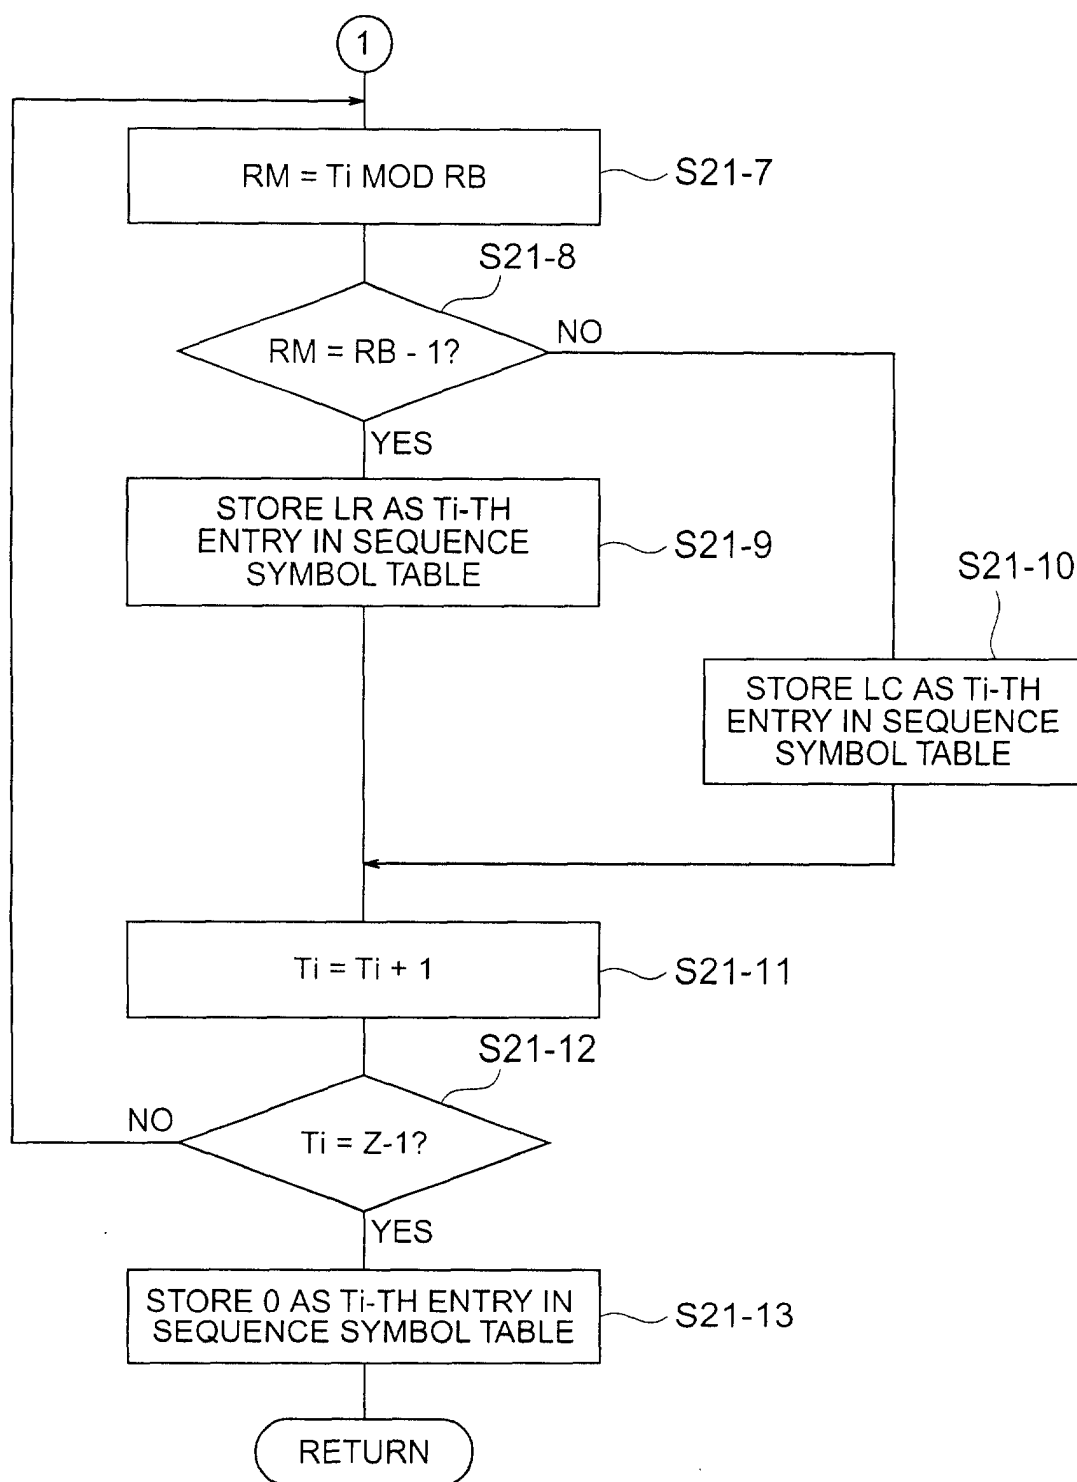 1
RM = Ti MOD RB
S21-7
S21-8
RM = RB - 1?
NO
YES
STORE LR AS Ti-TH
ENTRY IN SEQUENCE
SYMBOL TABLE
S21-9
S21-10
STORE LC AS Ti-TH
ENTRY IN SEQUENCE
SYMBOL TABLE
Ti = Ti + 1
S21-11
S21-12
NO
Ti = Z-1?
YES
STORE 0 AS Ti-TH ENTRY IN
SEQUENCE SYMBOL TABLE
S21-13
RETURN